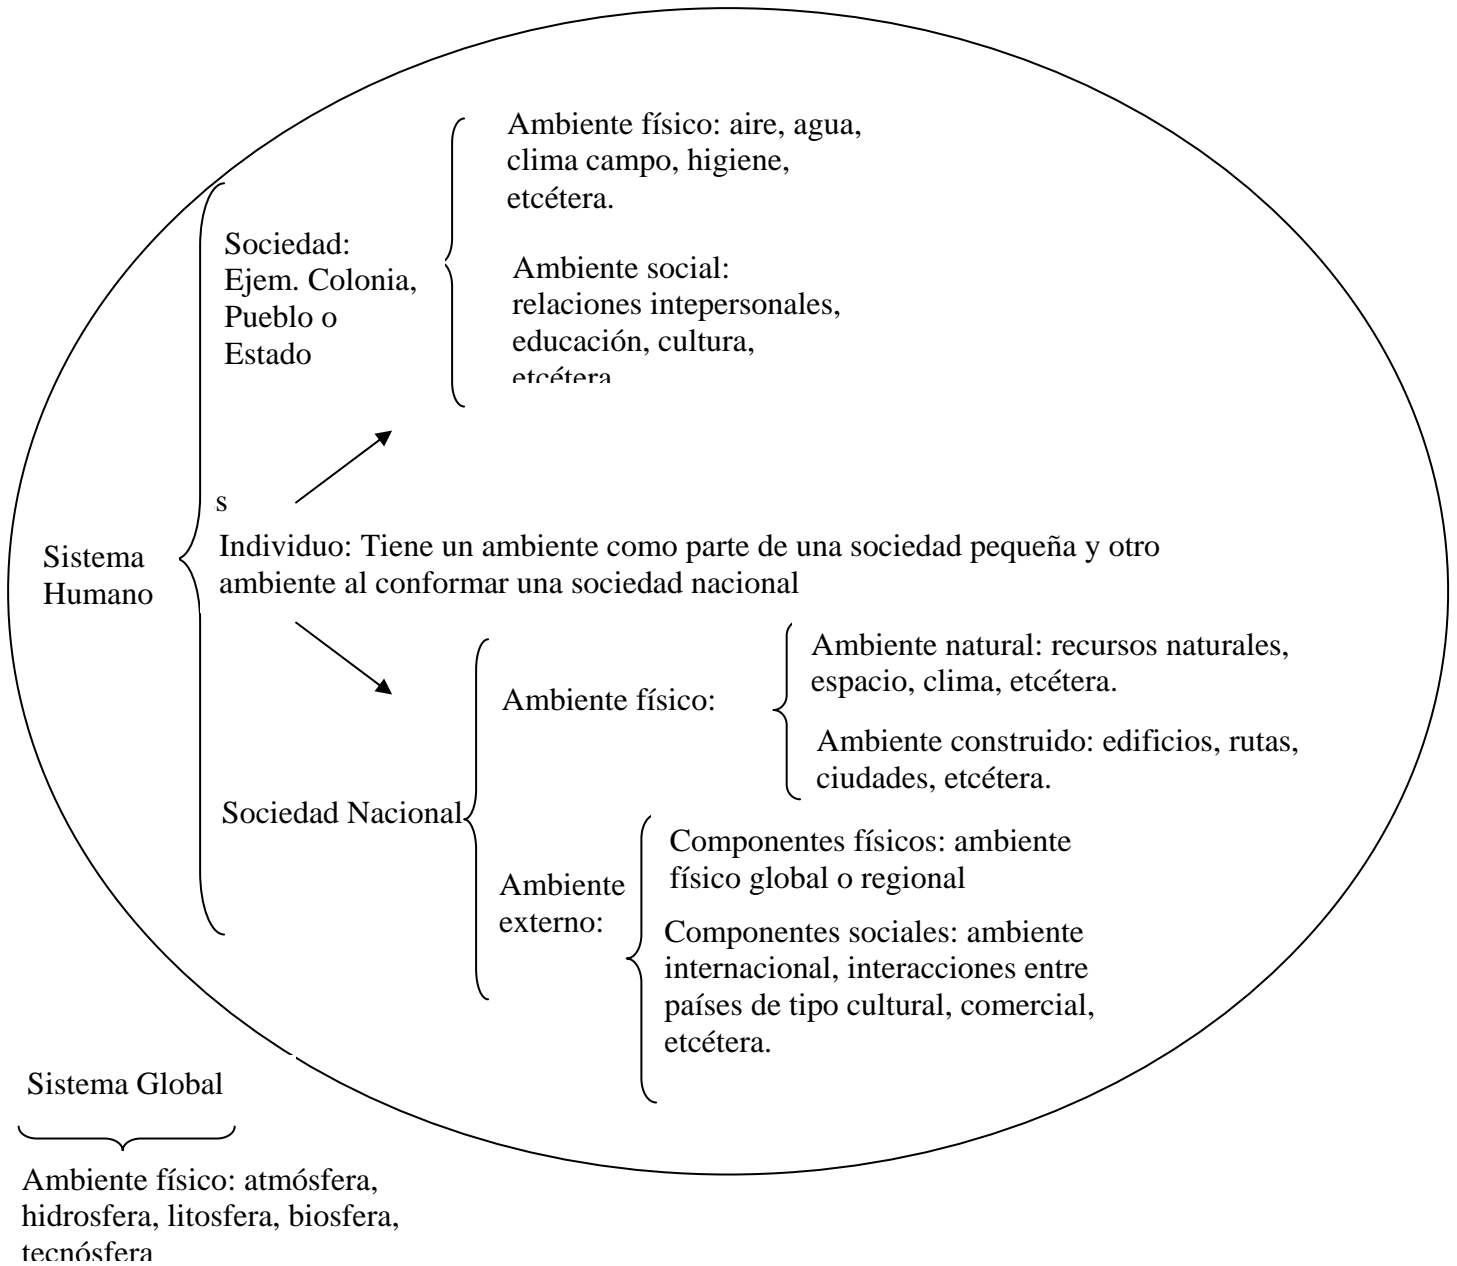 Ambiente físico: aire, agua,
clima campo, higiene,
etcétera.
Sociedad:
Ejem. Colonia,
Pueblo o
Estado
Ambiente social:
relaciones intepersonales,
educación, cultura,
etcétera
s
Sistema
Humano
Individuo: Tiene un ambiente como parte de una sociedad pequeña y otro
ambiente al conformar una sociedad nacional
Ambiente físico:
Ambiente natural: recursos naturales,
espacio, clima, etcétera.
Ambiente construido: edificios, rutas,
ciudades, etcétera.
Sociedad Nacional
Ambiente
externo:
Componentes físicos: ambiente
físico global o regional
Componentes sociales: ambiente
internacional, interacciones entre
países de tipo cultural, comercial,
etcétera.
Sistema Global
Ambiente físico: atmósfera,
hidrosfera, litosfera, biosfera,
tecnósfera